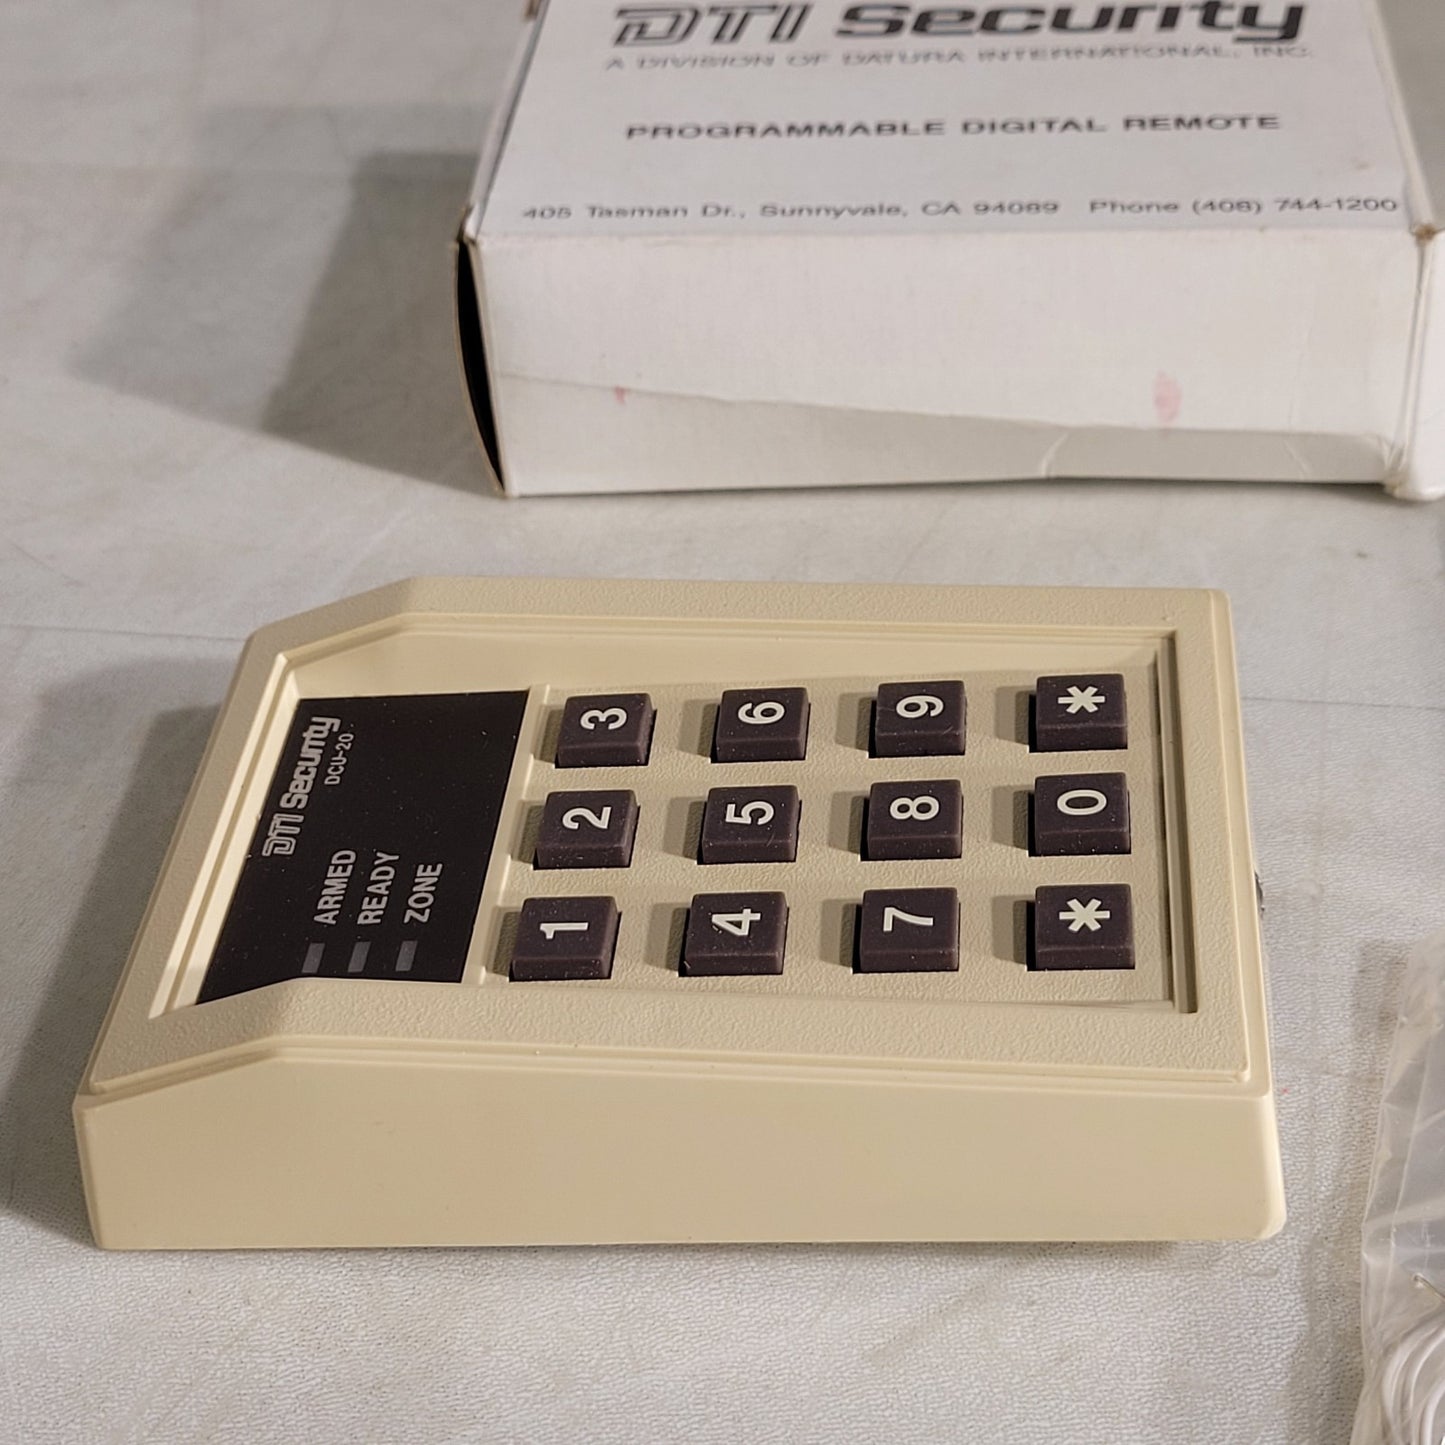 DTI Security
A DIVISION OF DATURA INTERNATIONAL, INC.
PROGRAMMABLE DIGITAL REMOTE
405 Tasman Dr., Sunnyvale, CA 94089 Phone (408) 744-1200
DTI Security
DCU-20
ARMED
READY
ZONE
1 2 3
4 5 6
7 8 9
* 0 *